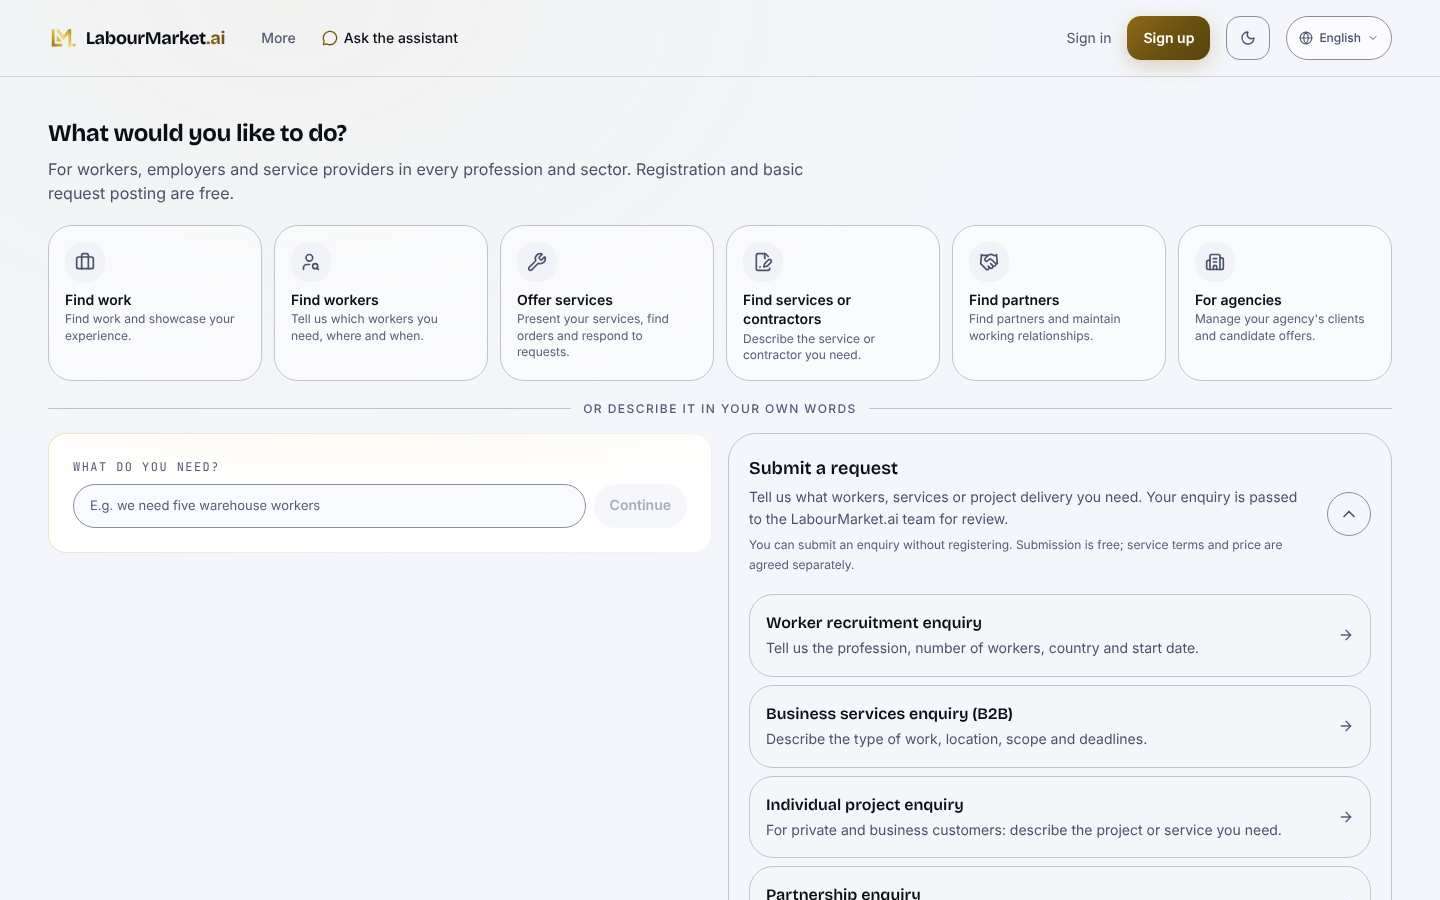 LabourMarket.ai
More
Ask the assistant
Sign in
Sign up
English
What would you like to do?
For workers, employers and service providers in every profession and sector. Registration and basic
request posting are free.
Find work
Find work and showcase your
experience.
Find workers
Tell us which workers you
need, where and when.
Offer services
Present your services, find
orders and respond to
requests.
Find services or
contractors
Describe the service or
contractor you need.
Find partners
Find partners and maintain
working relationships.
For agencies
Manage your agency's clients
and candidate offers.
OR DESCRIBE IT IN YOUR OWN WORDS
WHAT DO YOU NEED?
E.g. we need five warehouse workers
Continue
Submit a request
Tell us what workers, services or project delivery you need. Your enquiry is passed
to the LabourMarket.ai team for review.
You can submit an enquiry without registering. Submission is free; service terms and price are
agreed separately.
Worker recruitment enquiry
Tell us the profession, number of workers, country and start date.
Business services enquiry (B2B)
Describe the type of work, location, scope and deadlines.
Individual project enquiry
For private and business customers: describe the project or service you need.
Partnership enquiry